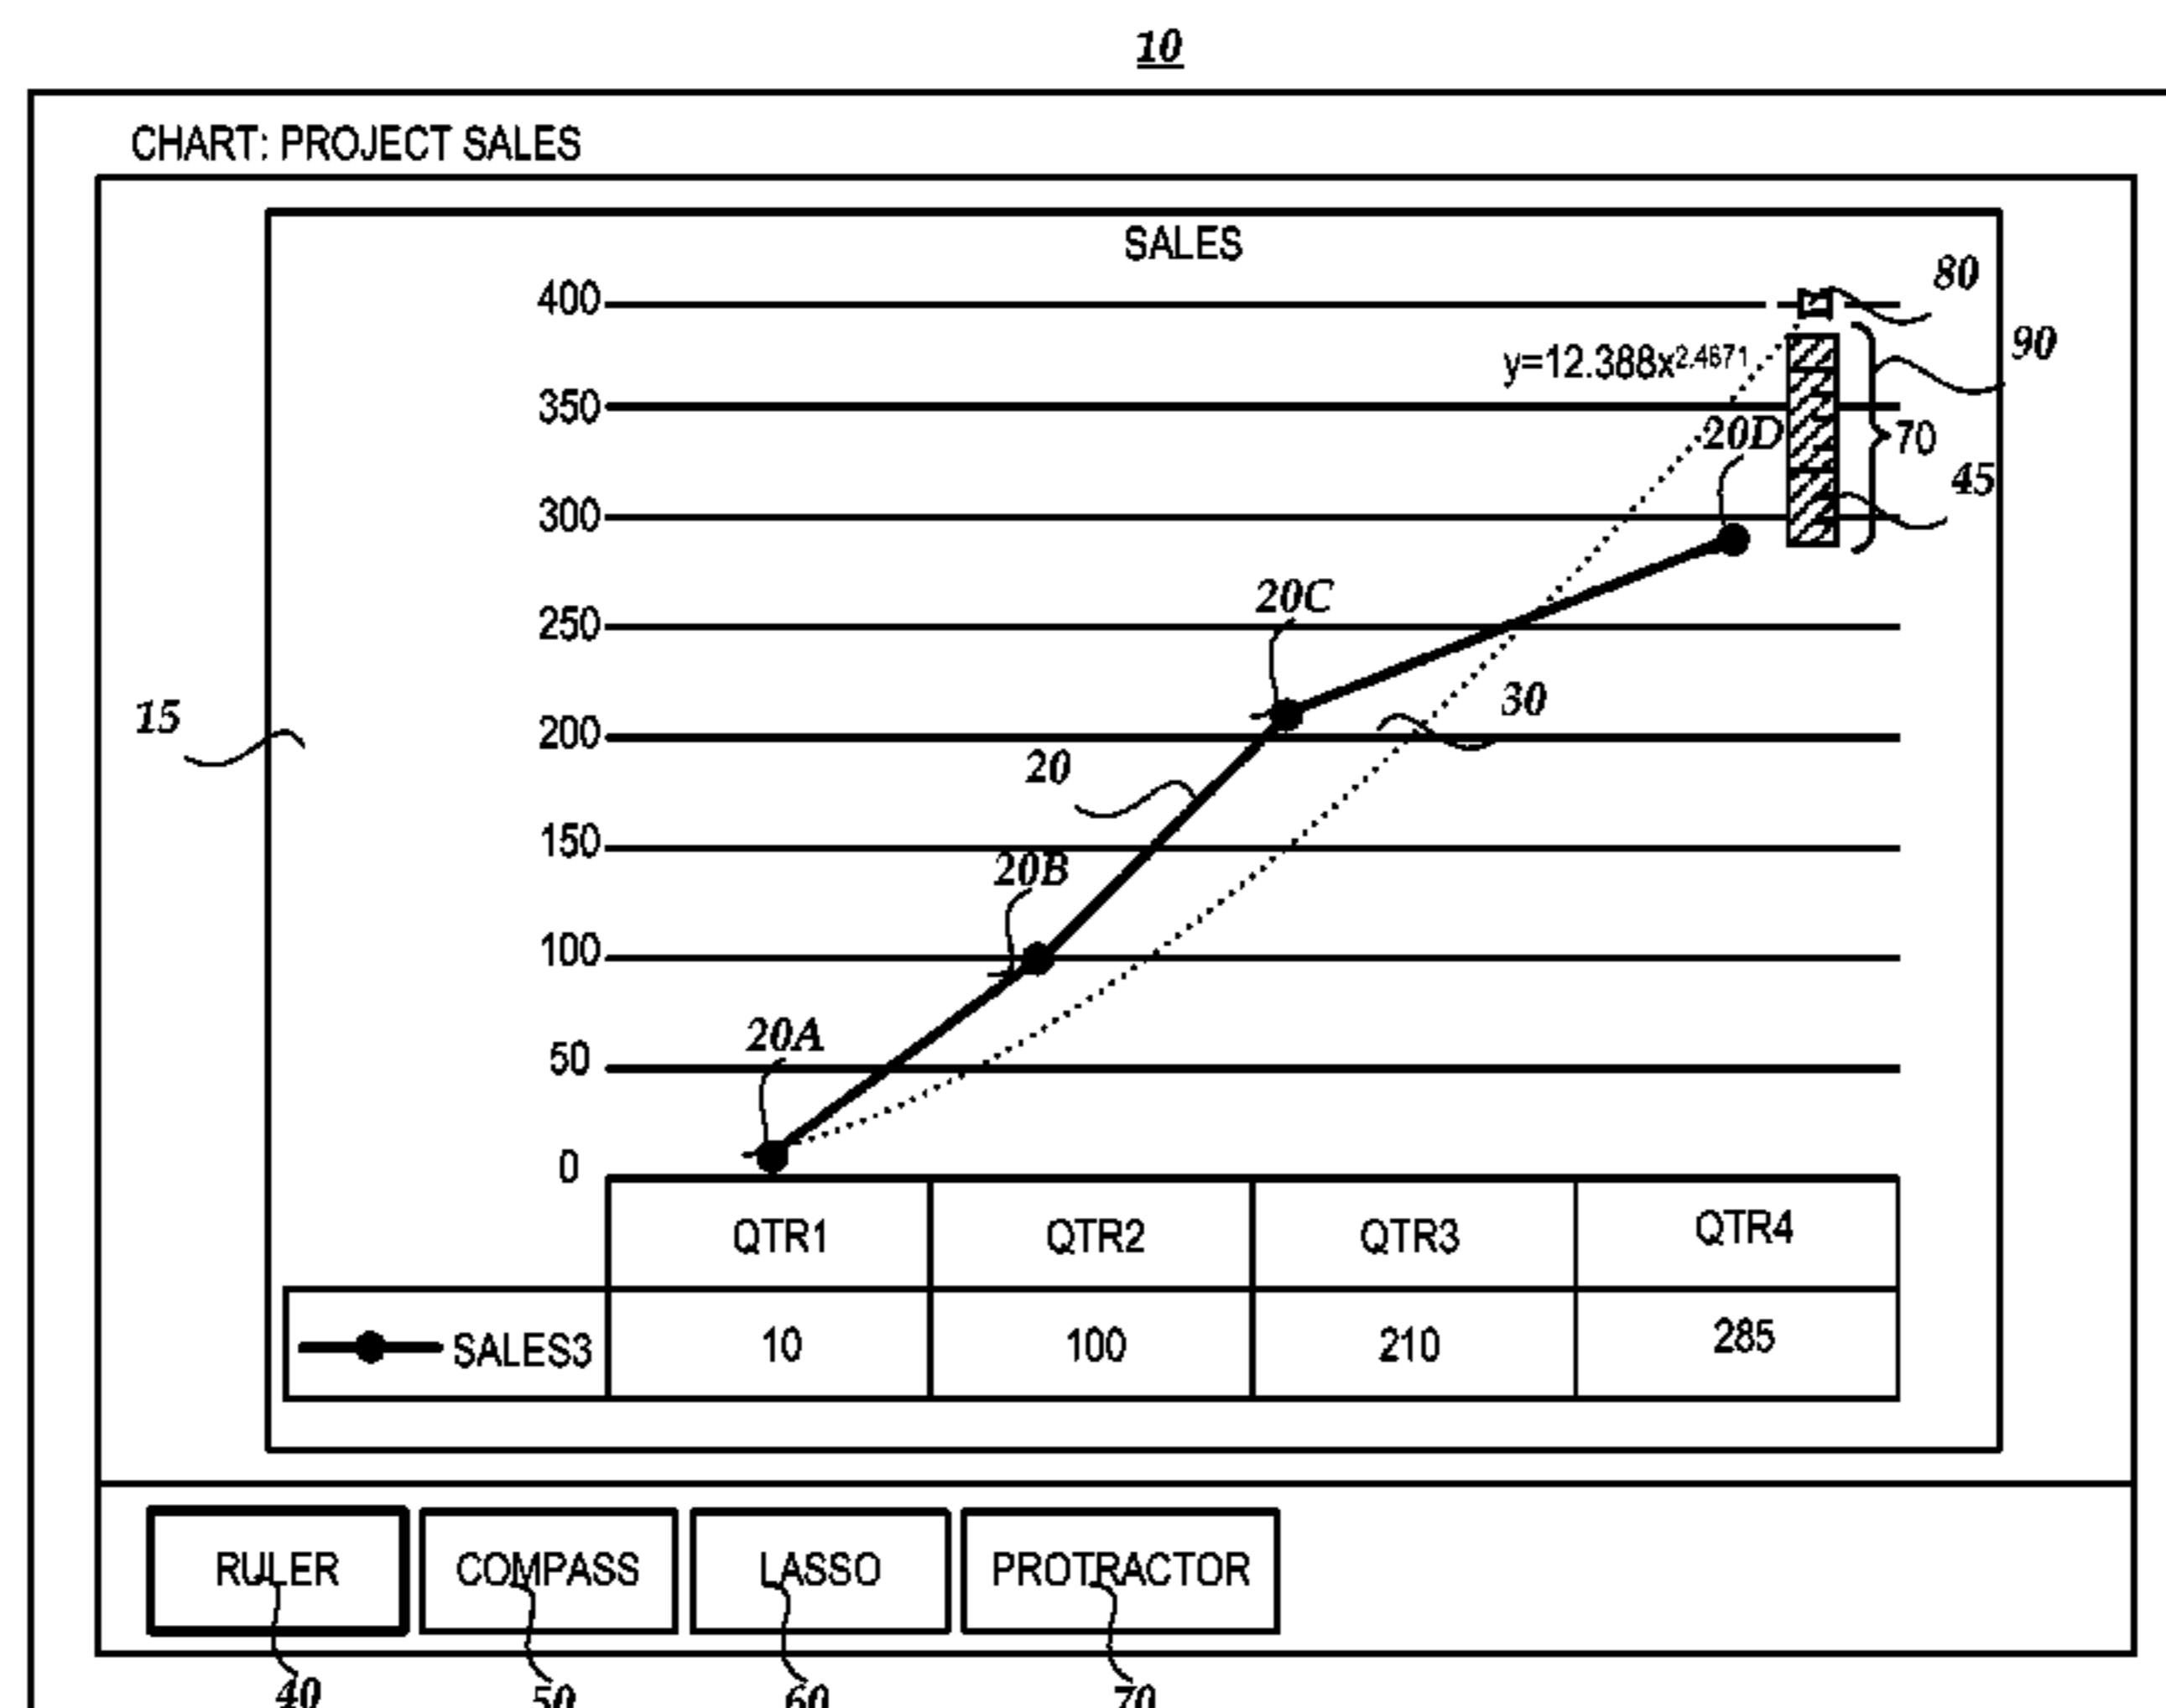 10
CHART: PROJECT SALES
SALES
400
80
90
y=12.388x^2.4671
350
20D
70
45
300
20C
250
30
15
200
20
150
20B
100
20A
50
0
QTR1 QTR2 QTR3 QTR4
SALES3 10 100 210 285
RULER COMPASS LASSO PROTRACTOR
40 50 60 70